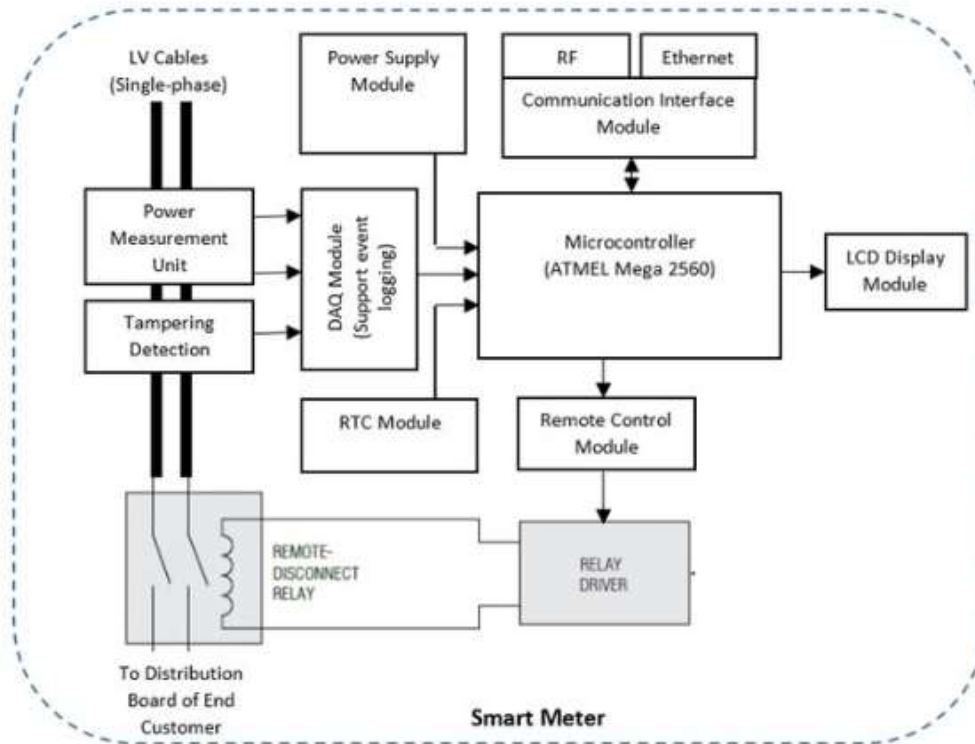 LV Cables
(Single-phase)
Power Supply
Module
RF
Ethernet
Communication Interface
Module
Power
Measurement
Unit
Tampering
Detection
DAQ Module
(Support event
logging)
Microcontroller
(ATMEL Mega 2560)
LCD Display
Module
RTC Module
Remote Control
Module
REMOTE-
DISCONNECT
RELAY
RELAY
DRIVER
To Distribution
Board of End
Customer
Smart Meter